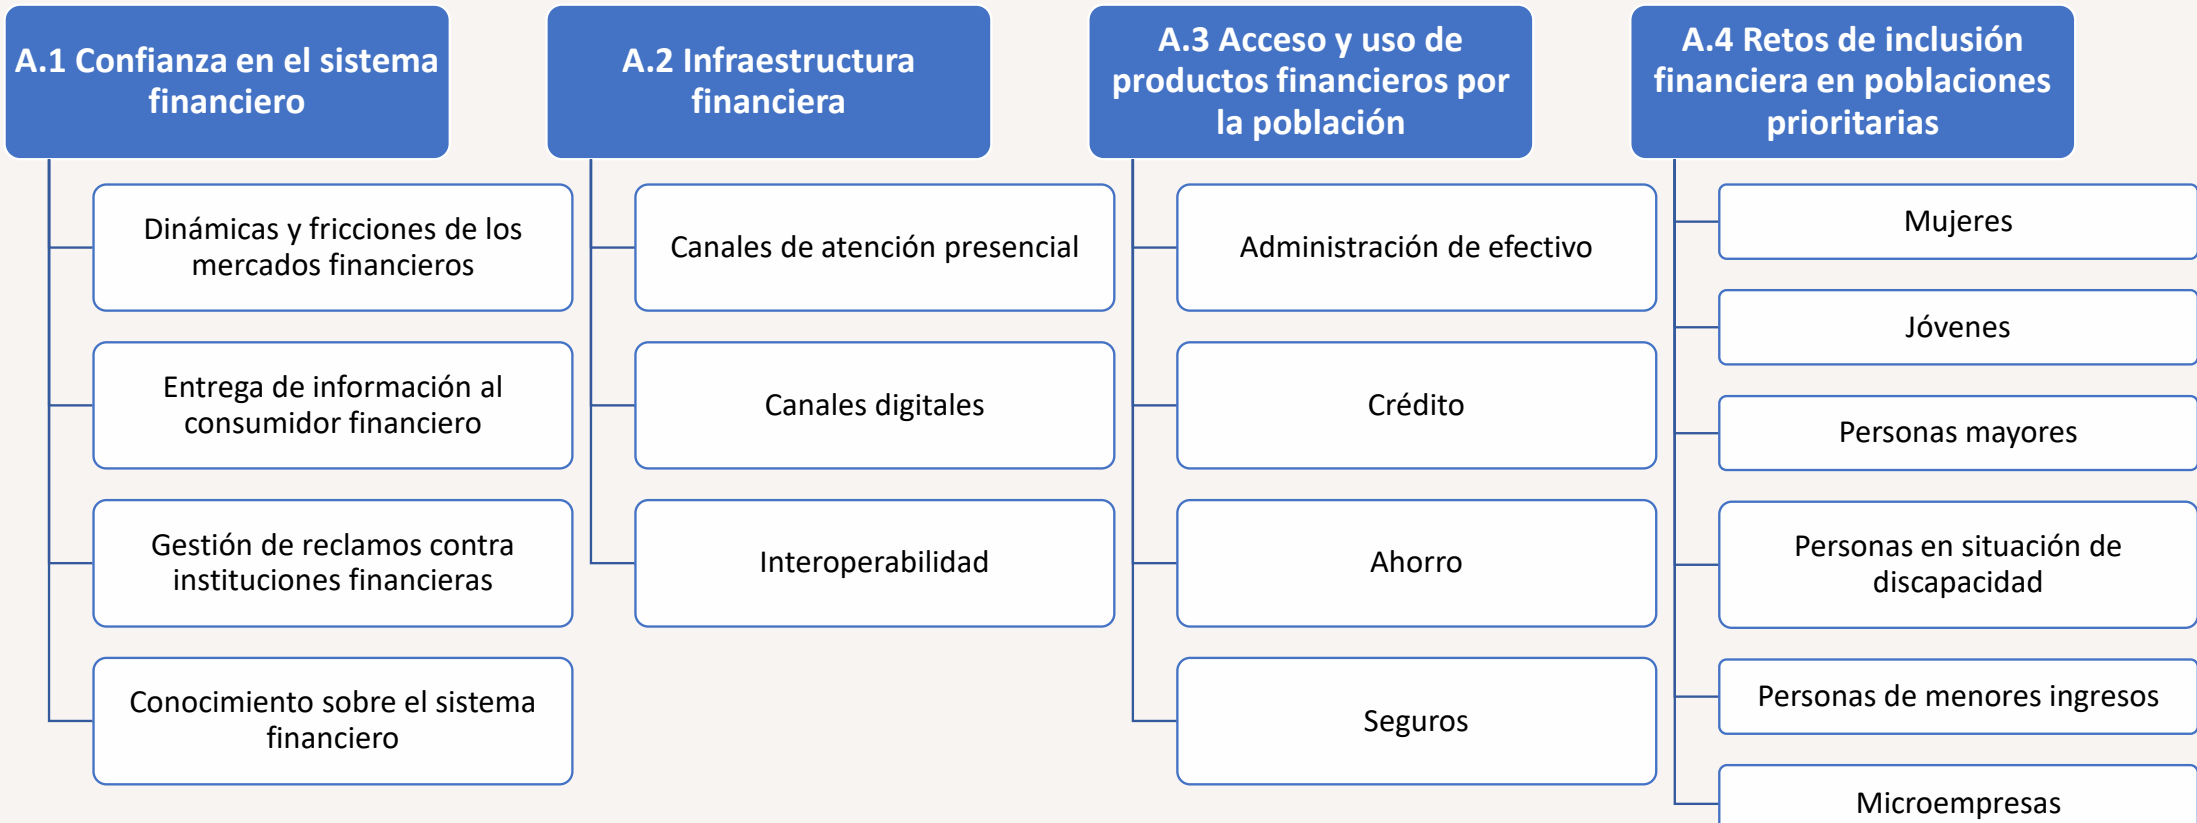 A.1 Confianza en el sistema
financiero
Dinámicas y fricciones de los
mercados financieros
Entrega de información al
consumidor financiero
Gestión de reclamos contra
instituciones financieras
Conocimiento sobre el sistema
financiero
A.2 Infraestructura
financiera
Canales de atención presencial
Canales digitales
Interoperabilidad
A.3 Acceso y uso de
productos financieros por
la población
Administración de efectivo
Crédito
Ahorro
Seguros
A.4 Retos de inclusión
financiera en poblaciones
prioritarias
Mujeres
Jóvenes
Personas mayores
Personas en situación de
discapacidad
Personas de menores ingresos
Microempresas